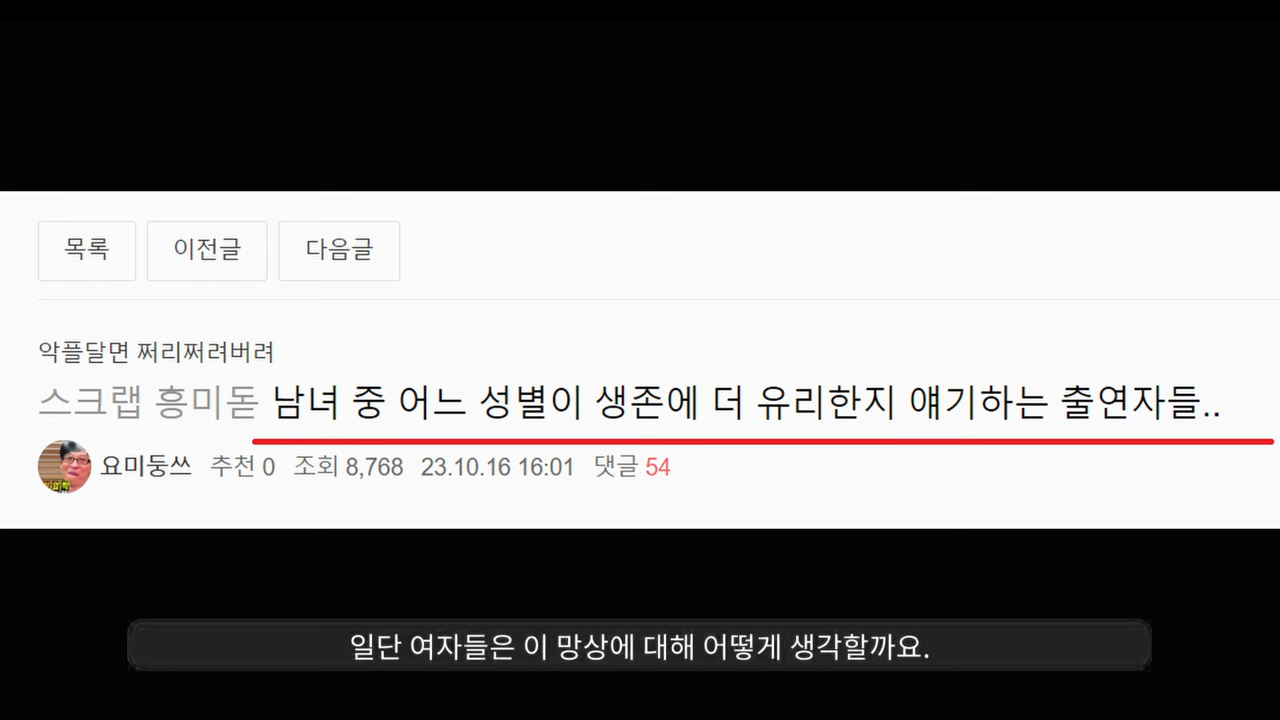 목록 이전글 다음글
악플달면 쩌리쩌려버려
스크랩 흥미돋 남녀 중 어느 성별이 생존에 더 유리한지 얘기하는 출연자들..
요미둥쓰 추천 0 조회 8,768 23.10.16 16:01 댓글 54
일단 여자들은 이 망상에 대해 어떻게 생각할까요.